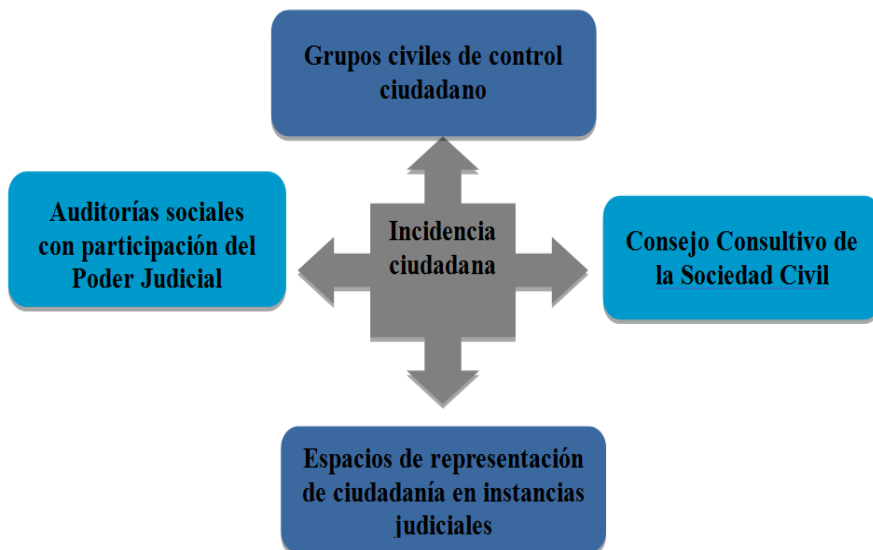 Grupos civiles de control
ciudadano
Auditorías sociales
con participación del
Poder Judicial
Incidencia
ciudadana
Consejo Consultivo de
la Sociedad Civil
Espacios de representación
de ciudadanía en instancias
judiciales